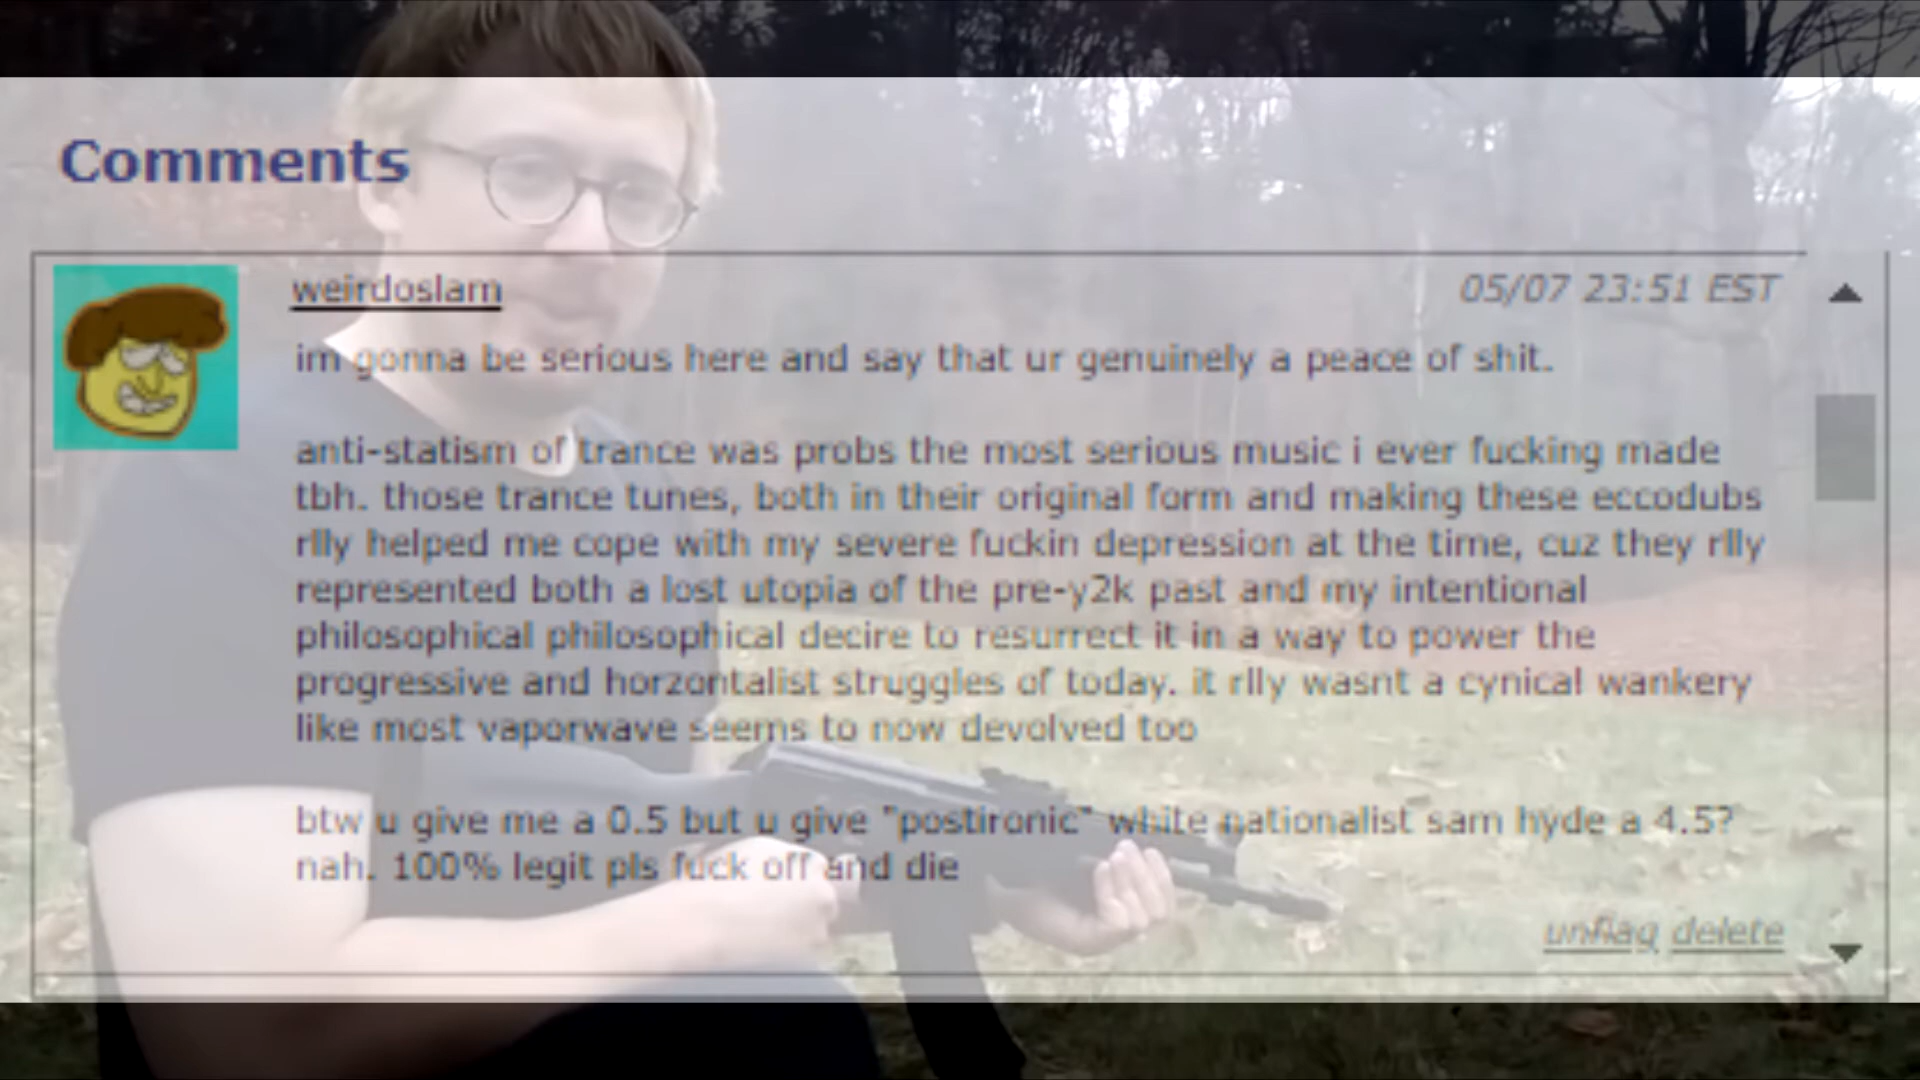 Comments
weirdoslam
05/07 23:51 EST
im gonna be serious here and say that ur genuinely a peace of shit.
anti-statism of trance was probs the most serious music i ever fucking made
tbh. those trance tunes, both in their original form and making these eccodubs
rlly helped me cope with my severe fuckin depression at the time, cuz they rlly
represented both a lost utopia of the pre-y2k past and my intentional
philosophical philosophical decire to resurrect it in a way to power the
progressive and horzontalist struggles of today. it rlly wasnt a cynical wankery
like most vaporwave seems to now devolved too
btw u give me a 0.5 but u give "postironic" white nationalist sam hyde a 4.5?
nah. 100% legit pls fuck off and die
unflag delete